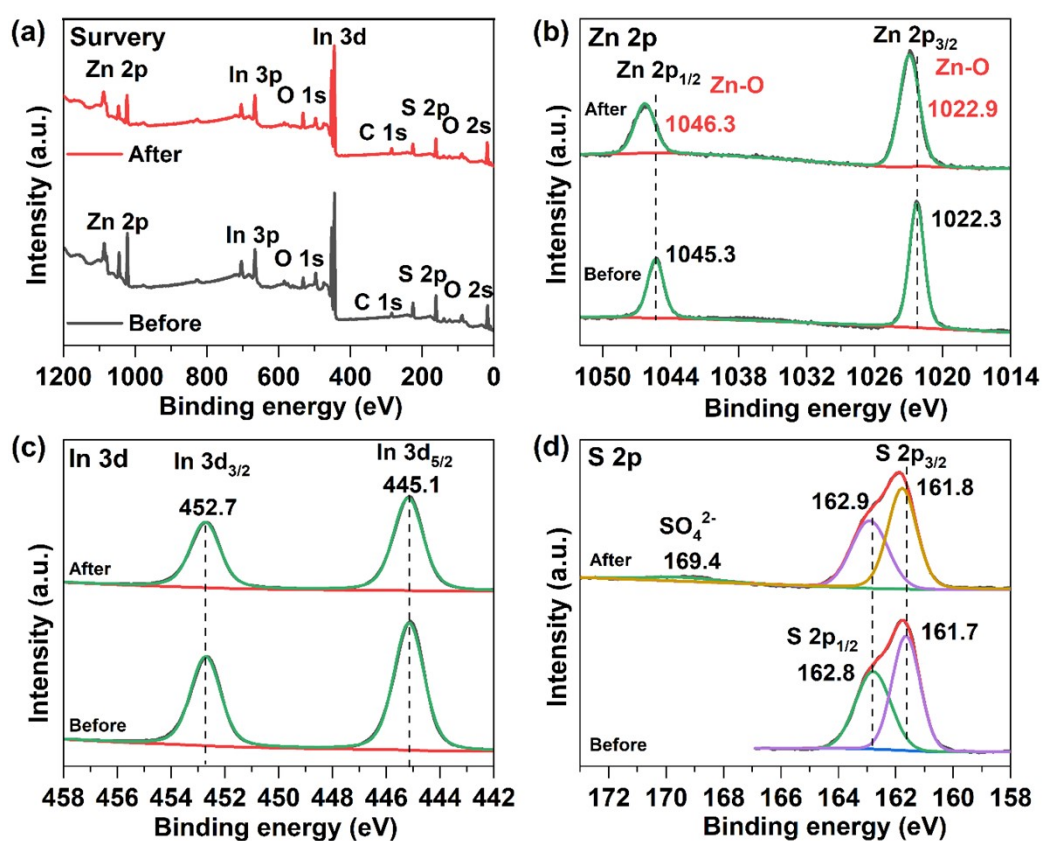 (a) Survery
In 3d
Zn 2p
In 3p
O 1s
S 2p
O 2s
C 1s
After
Zn 2p
In 3p
O 1s
S 2p
O 2s
C 1s
Before
Intensity (a.u.)
1200 1000 800 600 400 200 0
Binding energy (eV)
(b) Zn 2p
Zn 2p3/2
Zn 2p1/2
Zn-O
Zn-O
After
1046.3
1022.9
1022.3
1045.3
Before
Intensity (a.u.)
1050 1044 1038 1032 1026 1020 1014
Binding energy (eV)
(c) In 3d
In 3d3/2
In 3d5/2
452.7
445.1
After
Before
Intensity (a.u.)
458 456 454 452 450 448 446 444 442
Binding energy (eV)
(d) S 2p
S 2p3/2
162.9
161.8
SO4 2-
After
169.4
S 2p1/2
161.7
162.8
Before
Intensity (a.u.)
172 170 168 166 164 162 160 158
Binding energy (eV)